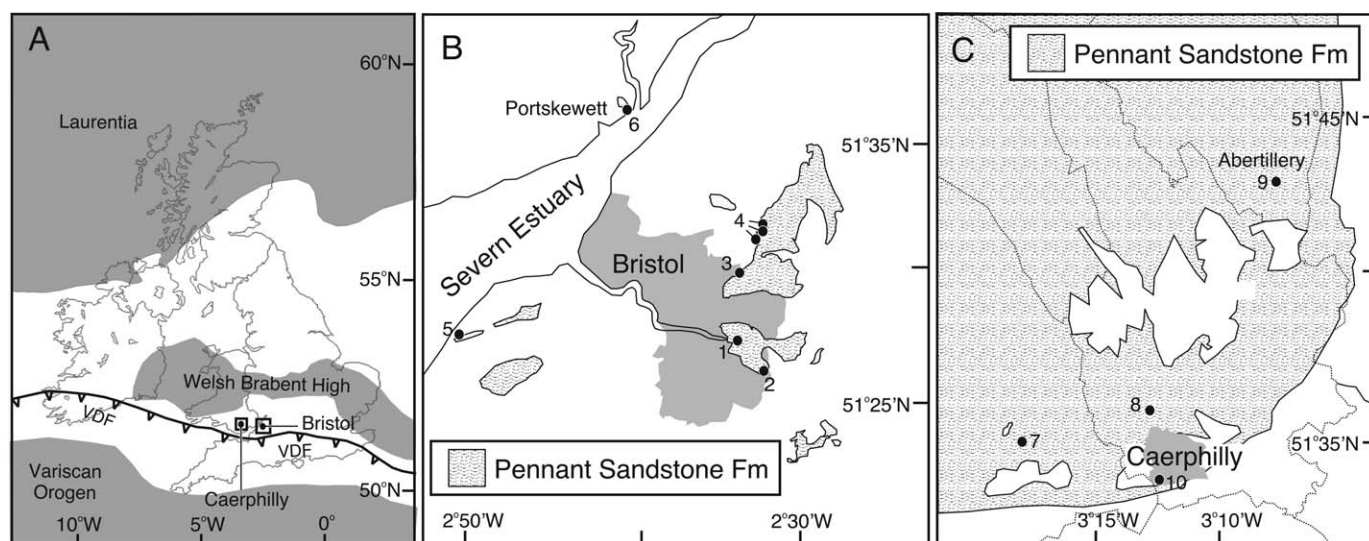 A
60°N
Laurentia
55°N
Welsh Brabent High
VDF
Bristol
VDF
Variscan
Orogen
Caerphilly
50°N
10°W
5°W
0°
B
Portskewett
6
51°35'N
Severn Estuary
4
Bristol
3
5
1
2
51°25'N
Pennant Sandstone Fm
2°50'W
2°30'W
C
Pennant Sandstone Fm
51°45'N
Abertillery
9
8
51°35'N
7
Caerphilly
10
3°15'W
3°10'W